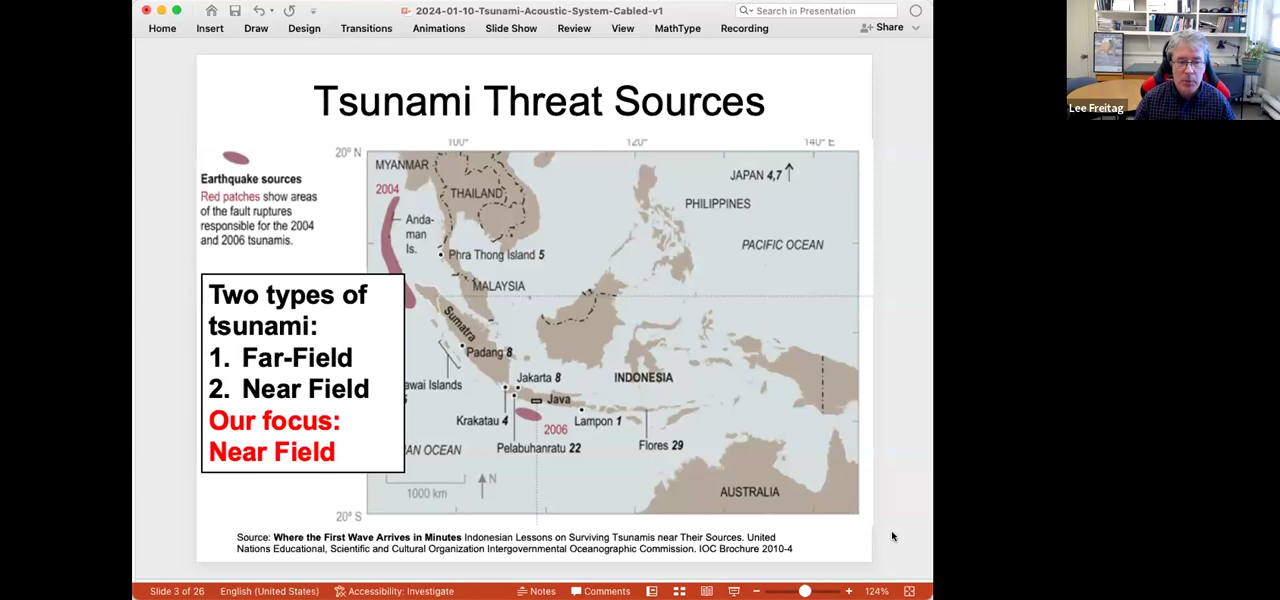 2024-01-10-Tsunami-Acoustic-System-Cabled-v1
Search in Presentation
Home Insert Draw Design Transitions Animations Slide Show Review View MathType Recording Share
Tsunami Threat Sources
Earthquake sources
Red patches show areas
of the fault ruptures
responsible for the 2004
and 2006 tsunamis.
Two types of
tsunami:
1. Far-Field
2. Near Field
Our focus:
Near Field
100°
120°
140° E
20° N
MYANMAR
JAPAN 4,7
2004
THAILAND
PHILIPPINES
Anda-
man
Is.
PACIFIC OCEAN
Phra Thong Island 5
MALAYSIA
Sumatra
Padang 8
awai Islands
Jakarta 8
INDONESIA
Java
Krakatau 4
2006
Lampon 1
AN OCEAN
Pelabuhanratu 22
Flores 29
N
1000 km
AUSTRALIA
20° S
Source: Where the First Wave Arrives in Minutes Indonesian Lessons on Surviving Tsunamis near Their Sources. United
Nations Educational, Scientific and Cultural Organization Intergovernmental Oceanographic Commission. IOC Brochure 2010-4
Slide 3 of 26 English (United States) Accessibility: Investigate Notes Comments 124%
Lee Freitag